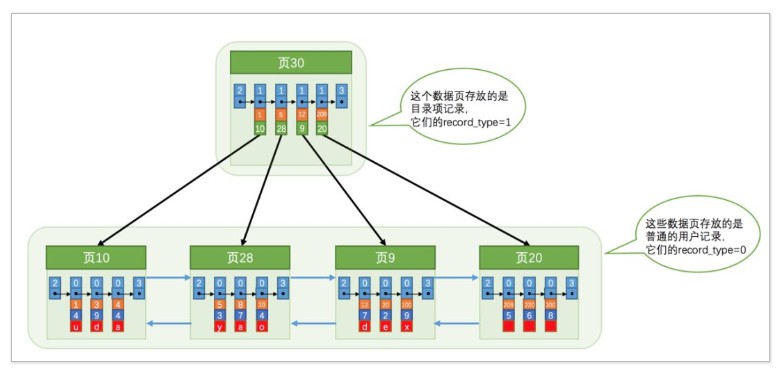 页30
2 1 1 1 1 3
1 5 12 209
10 28 9 20
这个数据页存放的是
目录项记录,
它们的record_type=1
这些数据页存放的是
普通的用户记录,
它们的record_type=0
页10
2 0 0 0 3
1 3 4
4 9 4
u d a
页28
2 0 0 0 3
5 8 10
3 7 4
y a o
页9
2 0 0 0 3
12 20 100
7 2 9
d e x
页20
2 0 0 0 3
209 220 300
5 6 8